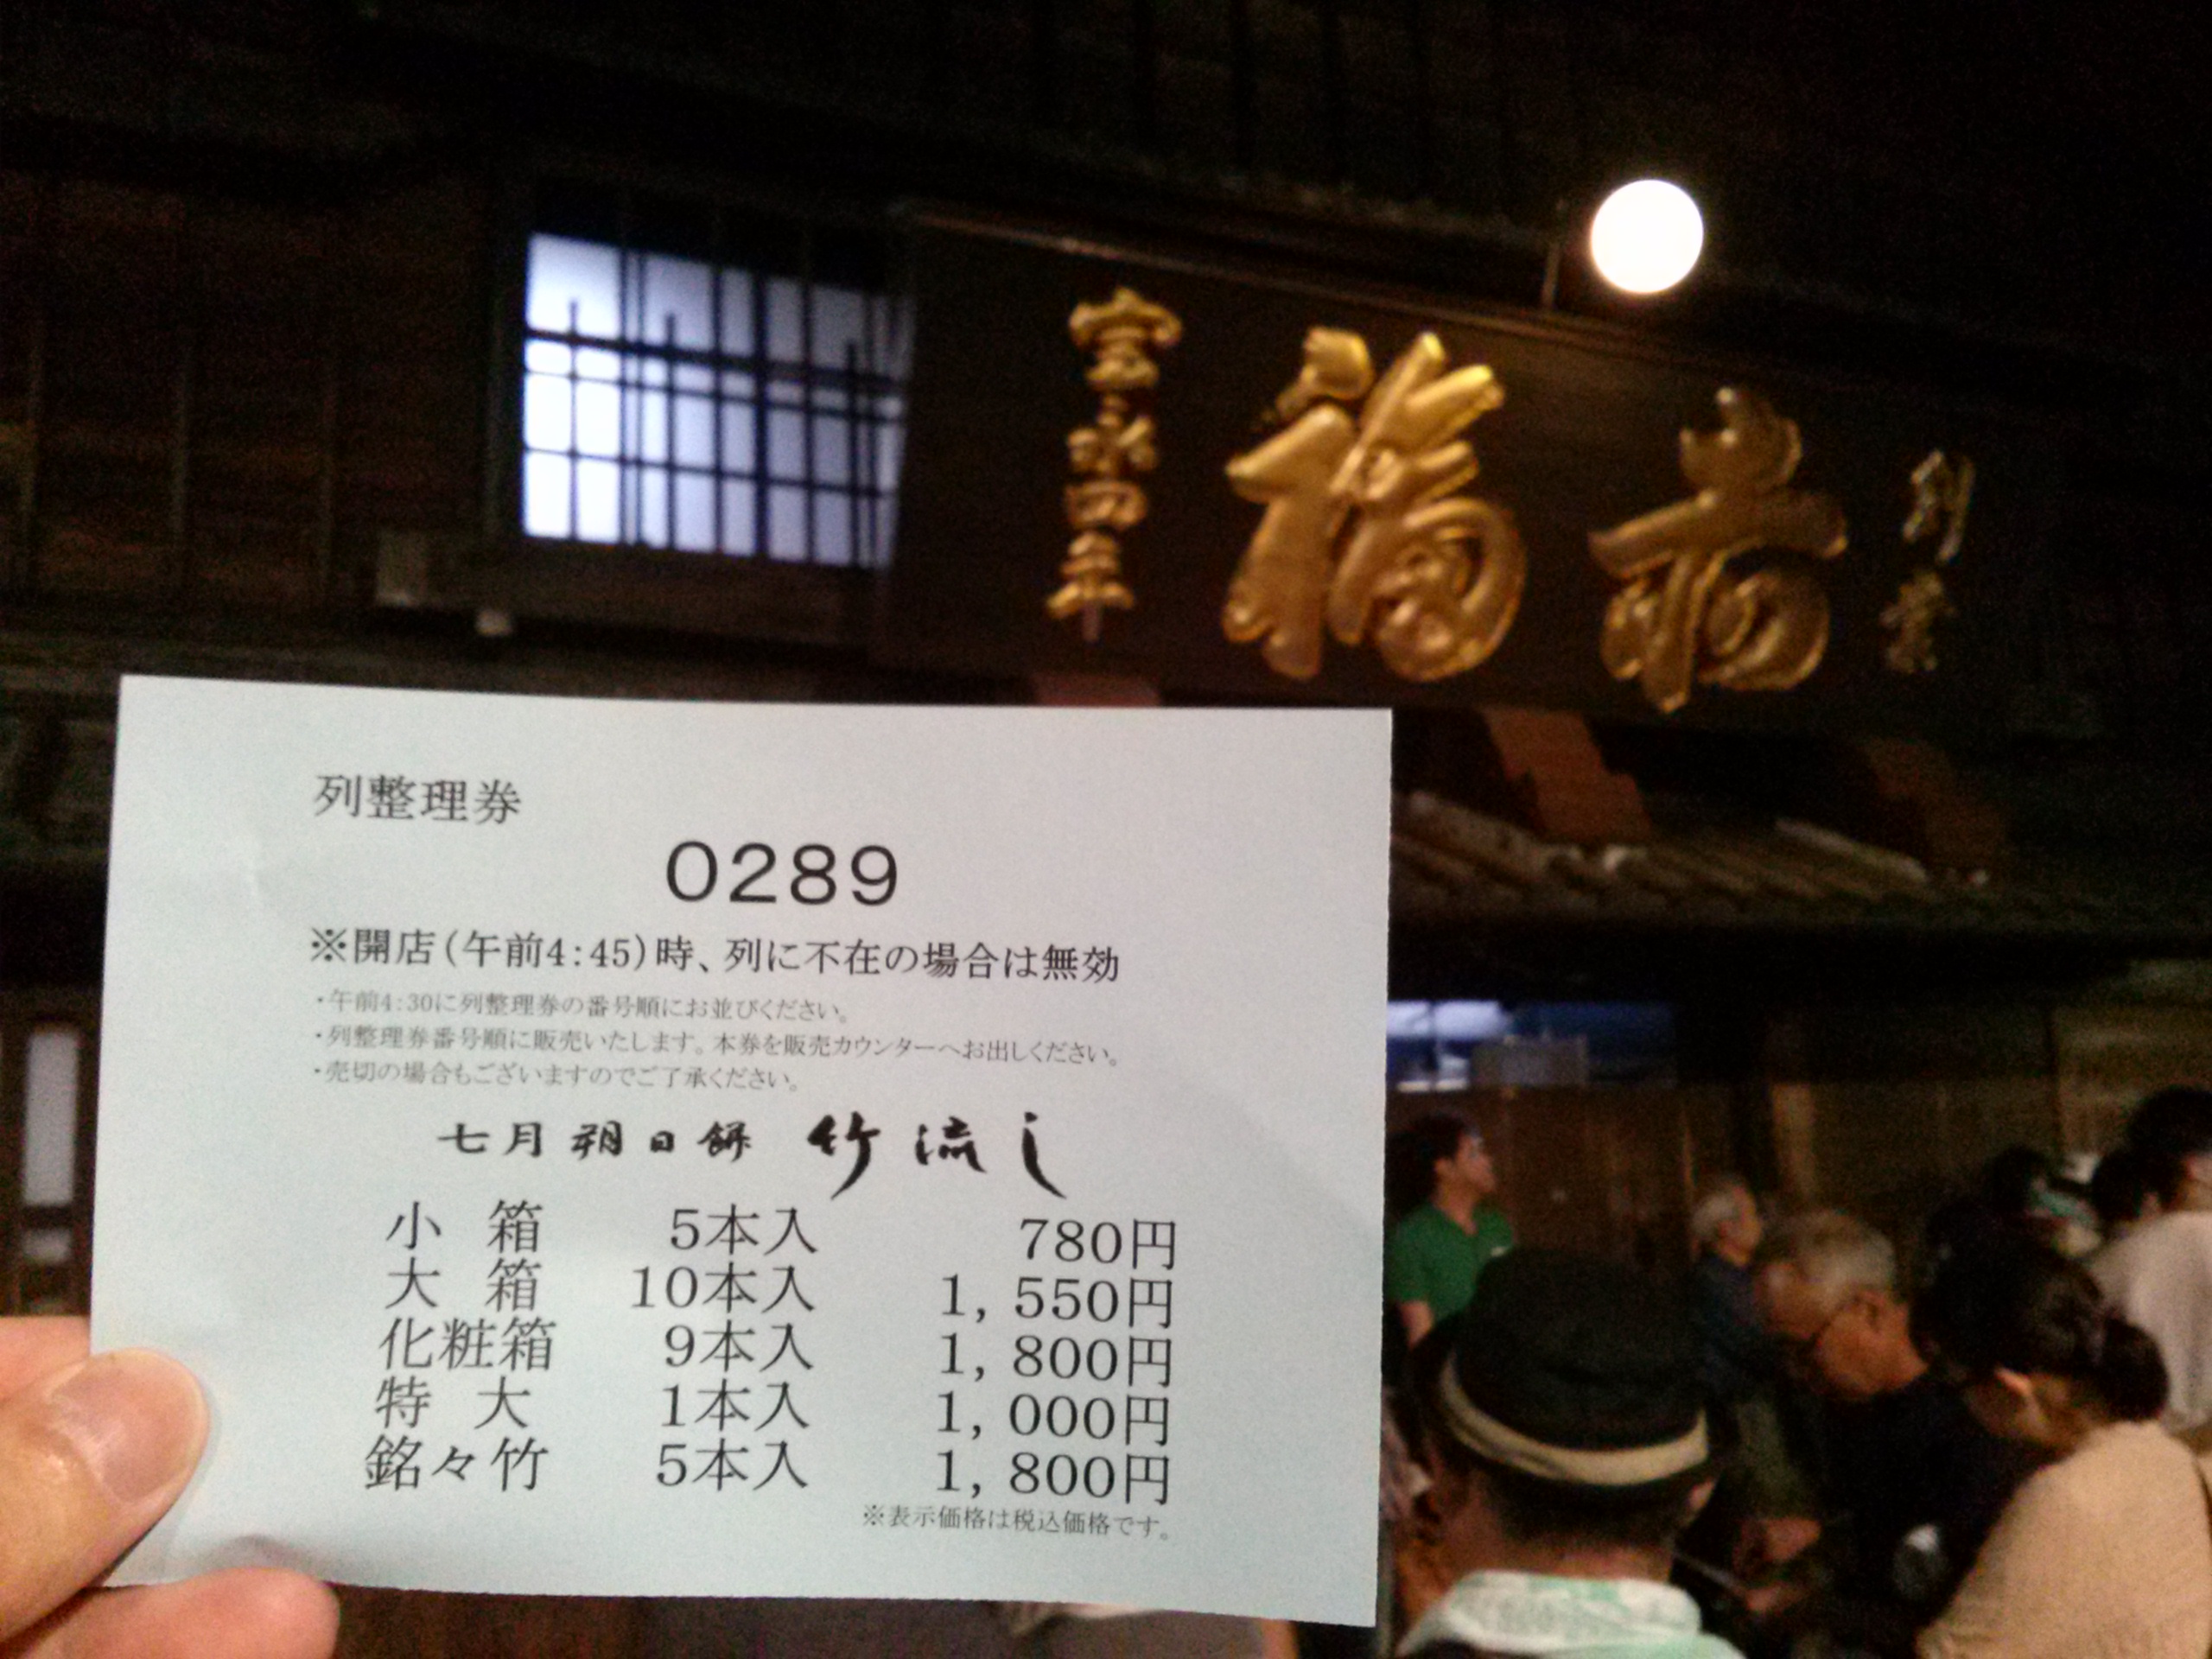 宝永四年
赤福
創業
列整理券
0289
※開店(午前4:45)時、列に不在の場合は無効
・午前4:30に列整理券の番号順にお並びください。
・列整理券番号順に販売いたします。本券を販売カウンターへお出しください。
・売切の場合もございますのでご了承ください。
七月朔日餅 竹流し
小箱 5本入 780円
大箱 10本入 1,550円
化粧箱 9本入 1,800円
特大 1本入 1,000円
銘々竹 5本入 1,800円
※表示価格は税込価格です。